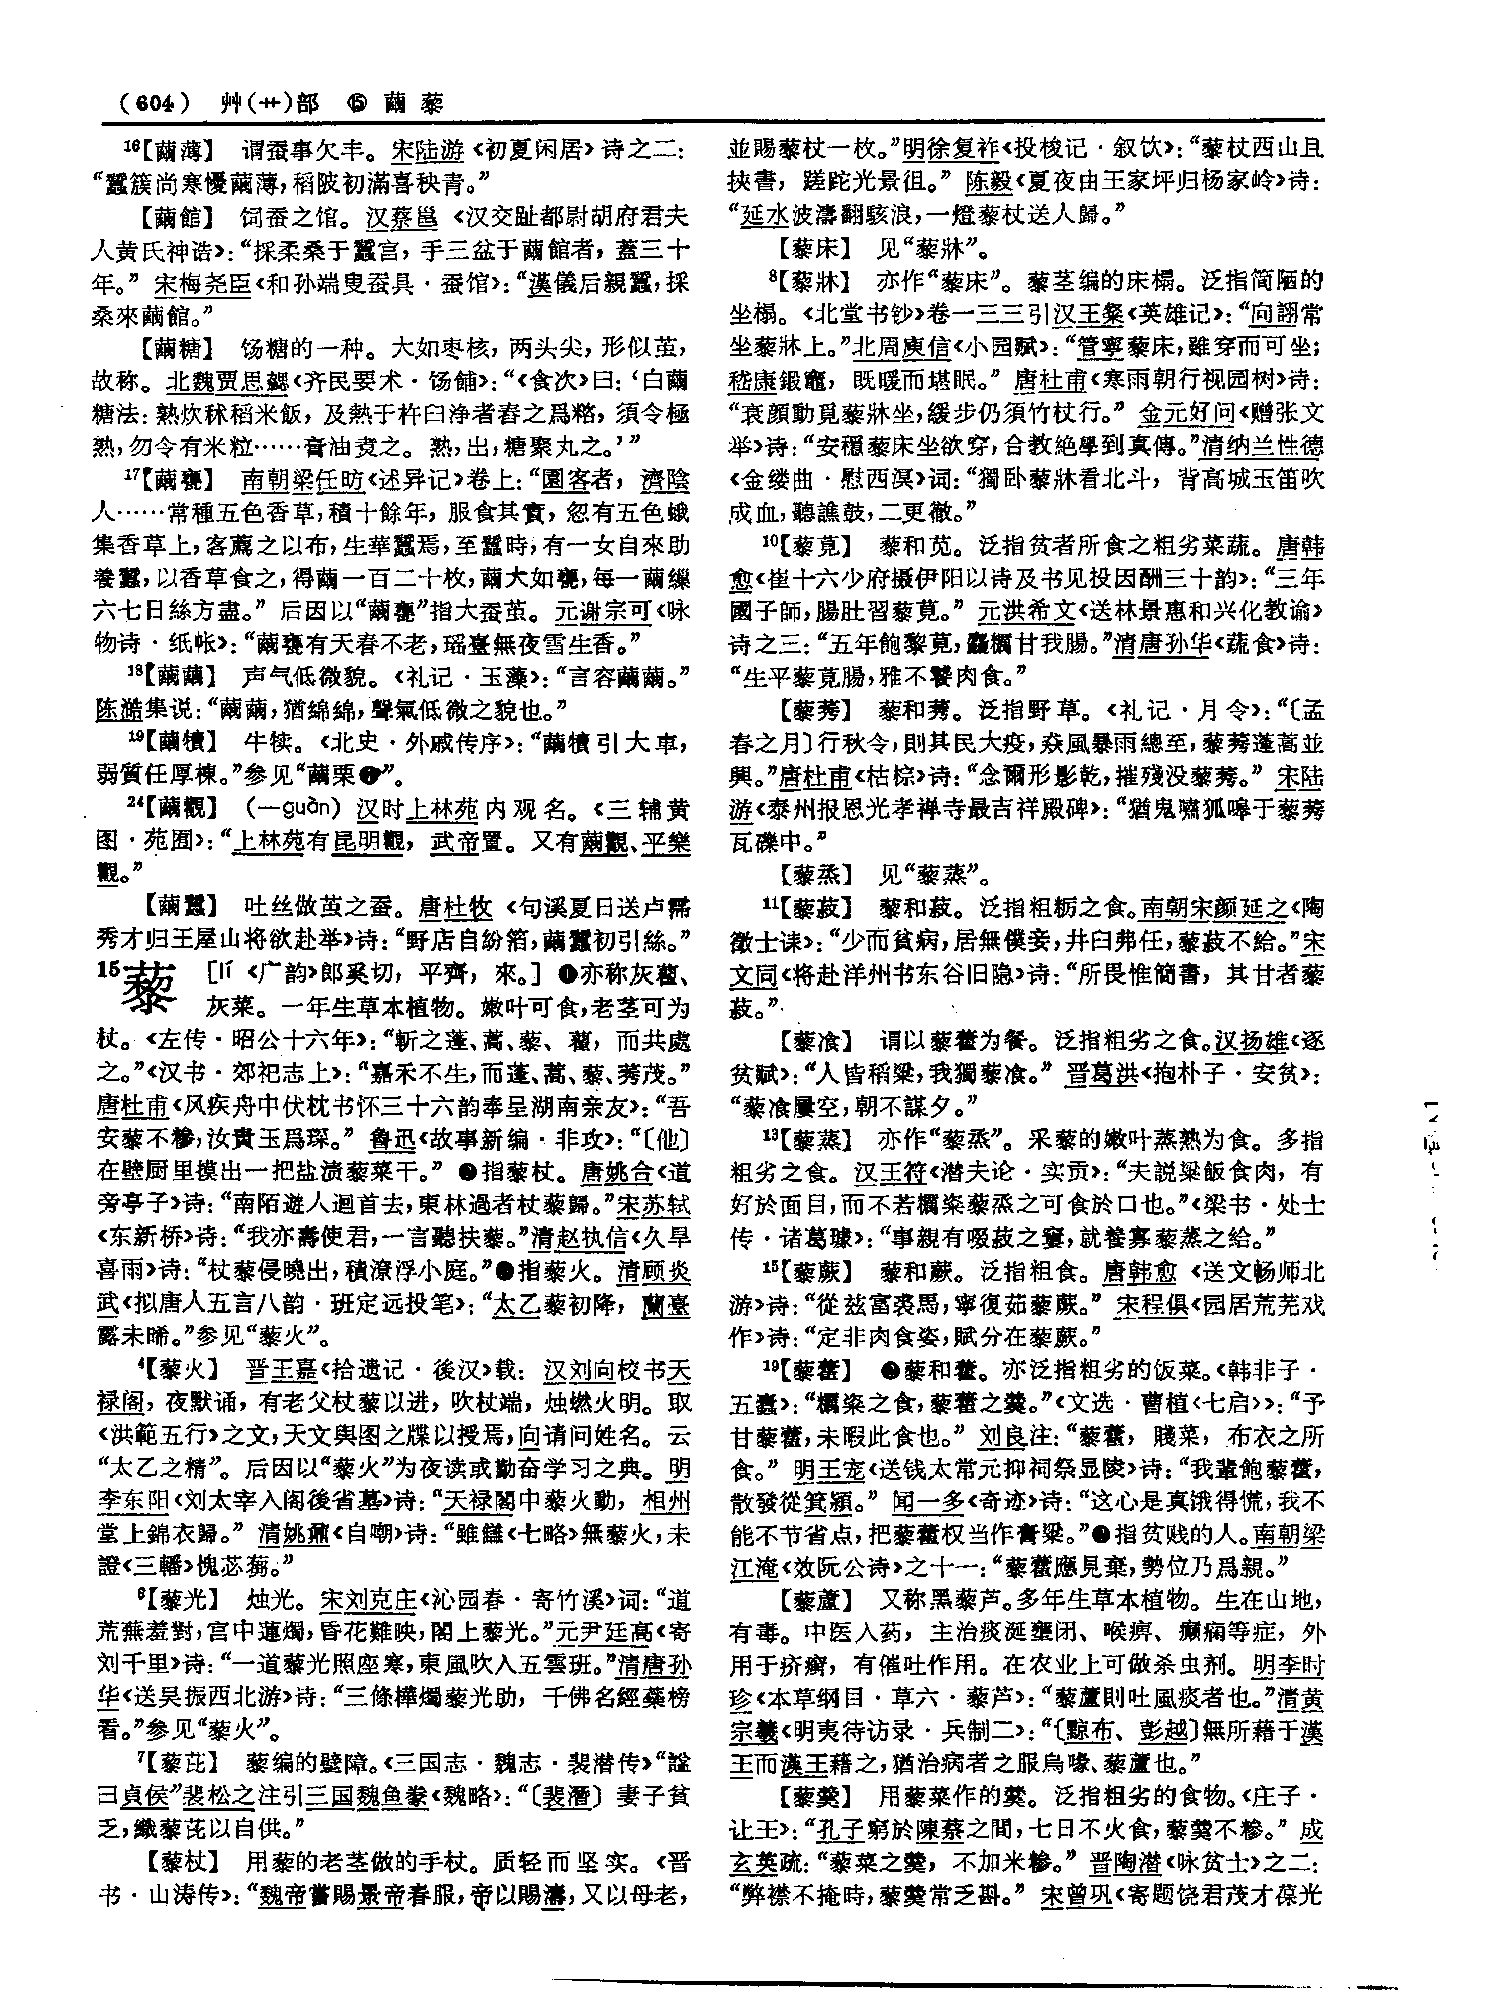 (604) 艸(艹)部 ⑮ 繭 藜
¹⁶【繭薄】 谓蚕事欠丰。宋陆游《初夏闲居》诗之二：
“蠶簇尚寒憂繭薄，稻陂初滿喜秧青。”
【繭館】 饲蚕之馆。汉蔡邕《汉交趾都尉胡府君夫
人黄氏神诰》：“採柔桑于蠶宫，手三盆于繭館者，蓋三十
年。” 宋梅尧臣《和孙端叟蚕具·蚕馆》：“漢儀后親蠶，採
桑來繭館。”
【繭糖】 饧糖的一种。大如枣核，两头尖，形似茧，
故称。北魏贾思勰《齐民要术·饧餔》：“《食次》曰：‘白繭
糖法：熟炊秫稻米飯，及熱于杵臼浄者舂之爲糍，須令極
熟，勿令有米粒……膏油煑之。熟，出，糖聚丸之。’”
¹⁷【繭甕】 南朝梁任昉《述异记》卷上：“園客者，濟陰
人……常種五色香草，積十餘年，服食其實，忽有五色蛾
集香草上，客薦之以布，生華蠶焉，至蠶時，有一女自來助
養蠶，以香草食之，得繭一百二十枚，繭大如甕，每一繭繅
六七日絲方盡。” 后因以“繭甕”指大蚕茧。元谢宗可《咏
物诗·纸帐》：“繭甕有天春不老，瑶臺無夜雪生香。”
¹⁸【繭繭】 声气低微貌。《礼记·玉藻》：“言容繭繭。”
陈澔集说：“繭繭，猶綿綿，聲氣低微之貌也。”
¹⁹【繭犢】 牛犊。《北史·外戚传序》：“繭犢引大車，
弱質任厚棟。”参见“繭栗❷”。
²⁴【繭觀】 （—guàn）汉时上林苑内观名。《三辅黄
图·苑囿》：“上林苑有昆明觀，武帝置。又有繭觀、平樂
觀。”
【繭蠶】 吐丝做茧之蚕。唐杜牧《句溪夏日送卢霈
秀才归王屋山将欲赴举》诗：“野店自紛泊，繭蠶初引絲。”
¹⁵藜 [lí 《广韵》郎奚切，平齊，來。] ❶亦称灰藋、
灰菜。一年生草本植物。嫩叶可食，老茎可为
杖。《左传·昭公十六年》：“斬之蓬、蒿、藜、藋，而共處
之。”《汉书·郊祀志上》：“嘉禾不生，而蓬、蒿、藜、莠茂。”
唐杜甫《风疾舟中伏枕书怀三十六韵奉呈湖南亲友》：“吾
安藜不糝，汝貴玉爲琛。” 鲁迅《故事新编·非攻》：“〔他〕
在壁厨里摸出一把盐渍藜菜干。” ❷指藜杖。唐姚合《道
旁亭子》诗：“南陌遊人迴首去，東林過者杖藜歸。”宋苏轼
《东新桥》诗：“我亦壽使君，一言聽扶藜。”清赵执信《久旱
喜雨》诗：“杖藜侵曉出，積潦浮小庭。”❸指藜火。清顾炎
武《拟唐人五言八韵·班定远投笔》：“太乙藜初降，蘭臺
露未晞。”参见“藜火”。
⁴【藜火】 晋王嘉《拾遗记·後汉》载：汉刘向校书天
禄阁，夜默诵，有老父杖藜以进，吹杖端，烛燃火明。取
《洪範五行》之文，天文舆图之牒以授焉，向请问姓名。云
“太乙之精”。后因以“藜火”为夜读或勤奋学习之典。明
李东阳《刘太宰入阁後省墓》诗：“天禄閣中藜火動，相州
堂上錦衣歸。” 清姚鼐《自嘲》诗：“雖讎《七略》無藜火，未
證《三幡》愧苾蒭。”
⁶【藜光】 烛光。宋刘克庄《沁园春·寄竹溪》词：“道
荒蕪羞對，宫中蓮燭，昏花難映，閣上藜光。”元尹廷高《寄
刘千里》诗：“一道藜光照座寒，東風吹入五雲班。”清唐孙
华《送吴振西北游》诗：“三條樺燭藜光助，千佛名經蘂榜
看。”参见“藜火”。
⁷【藜芘】 藜编的壁障。《三国志·魏志·裴潜传》“謚
曰貞侯”裴松之注引三国魏鱼豢《魏略》：“〔裴潛〕妻子貧
乏，織藜芘以自供。”
【藜杖】 用藜的老茎做的手杖。质轻而坚实。《晋
书·山涛传》：“魏帝嘗賜景帝春服，帝以賜濤，又以母老，
並賜藜杖一枚。”明徐复祚《投梭记·叙饮》：“藜杖西山且
挾書，蹉跎光景徂。” 陈毅《夏夜由王家坪归杨家岭》诗：
“延水波濤翻駭浪，一燈藜杖送人歸。”
【藜床】 见“藜牀”。
⁸【藜牀】 亦作“藜床”。藜茎编的床榻。泛指简陋的
坐榻。《北堂书钞》卷一三三引汉王粲《英雄记》：“向詡常
坐藜牀上。”北周庾信《小园赋》：“管寧藜床，雖穿而可坐；
嵇康鍛竈，既暖而堪眠。” 唐杜甫《寒雨朝行视园树》诗：
“衰顔動覓藜牀坐，緩步仍須竹杖行。” 金元好问《赠张文
举》诗：“安穩藜床坐欲穿，合教絶學到真傳。”清纳兰性德
《金缕曲·慰西溟》词：“獨卧藜牀看北斗，背高城玉笛吹
成血，聽譙鼓，二更徹。”
¹⁰【藜莧】 藜和苋。泛指贫者所食之粗劣菜蔬。唐韩
愈《崔十六少府摄伊阳以诗及书见投因酬三十韵》：“三年
國子師，腸肚習藜莧。” 元洪希文《送林景惠和兴化教谕》
诗之三：“五年飽黎莧，麤糲甘我腸。”清唐孙华《蔬食》诗：
“生平藜莧腸，雅不饕肉食。”
【藜莠】 藜和莠。泛指野草。《礼记·月令》：“〔孟
春之月〕行秋令，則其民大疫，猋風暴雨總至，藜莠蓬蒿並
興。”唐杜甫《枯棕》诗：“念爾形影乾，摧殘没藜莠。” 宋陆
游《泰州报恩光孝禅寺最吉祥殿碑》：“猶鬼嘯狐嗥于藜莠
瓦礫中。”
【藜烝】 见“藜蒸”。
¹¹【藜菽】 藜和菽。泛指粗粝之食。南朝宋颜延之《陶
徵士诔》：“少而貧病，居無僕妾，井臼弗任，藜菽不給。”宋
文同《将赴洋州书东谷旧隐》诗：“所畏惟簡書，其甘者藜
菽。”
【藜飡】 谓以藜藿为餐。泛指粗劣之食。汉扬雄《逐
贫赋》：“人皆稻粱，我獨藜飡。” 晋葛洪《抱朴子·安贫》：
“藜飡屢空，朝不謀夕。”
¹³【藜蒸】 亦作“藜烝”。采藜的嫩叶蒸熟为食。多指
粗劣之食。汉王符《潜夫论·实贡》：“夫説粱飯食肉，有
好於面目，而不若糲粢藜烝之可食於口也。”《梁书·处士
传·诸葛璩》：“事親有啜菽之窶，就養寡藜蒸之給。”
¹⁵【藜蕨】 藜和蕨。泛指粗食。唐韩愈《送文畅师北
游》诗：“從兹富裘馬，寧復茹藜蕨。” 宋程俱《园居荒芜戏
作》诗：“定非肉食姿，賦分在藜蕨。”
¹⁹【藜藿】 ❶藜和藿。亦泛指粗劣的饭菜。《韩非子·
五蠹》：“糲粢之食，藜藿之羹。”《文选·曹植〈七启〉》：“予
甘藜藿，未暇此食也。” 刘良注：“藜藿，賤菜，布衣之所
食。” 明王宠《送钱太常元抑祠祭显陵》诗：“我輩飽藜藿，
散發從箕潁。” 闻一多《奇迹》诗：“这心是真饿得慌，我不
能不节省点，把藜藿权当作膏粱。”❷指贫贱的人。南朝梁
江淹《效阮公诗》之十一：“藜藿應見棄，勢位乃爲親。”
【藜蘆】 又称黑藜芦。多年生草本植物。生在山地，
有毒。中医入药，主治痰涎壅闭、喉痹、癫痫等症，外
用于疥癣，有催吐作用。在农业上可做杀虫剂。明李时
珍《本草纲目·草六·藜芦》：“藜蘆則吐風痰者也。”清黄
宗羲《明夷待访录·兵制二》：“〔黥布、彭越〕無所藉于漢
王而漢王藉之，猶治病者之服烏喙、藜蘆也。”
【藜羹】 用藜菜作的羹。泛指粗劣的食物。《庄子·
让王》：“孔子窮於陳蔡之間，七日不火食，藜羹不糝。” 成
玄英疏：“藜菜之羹，不加米糝。” 晋陶潜《咏贫士》之二：
“弊襟不掩時，藜羹常乏斟。” 宋曾巩《寄题饶君茂才葆光